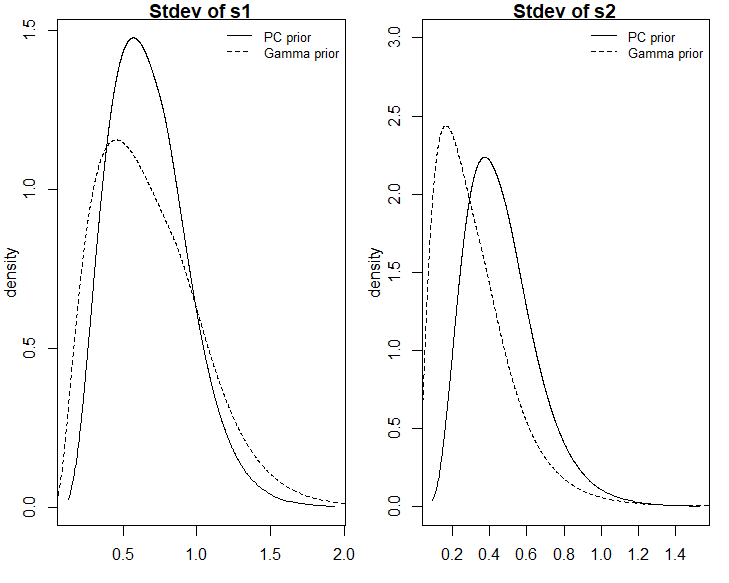 Stdev of s1
PC prior
Gamma prior
density
0.0
0.5
1.0
1.5
0.5
1.0
1.5
2.0
Stdev of s2
PC prior
Gamma prior
density
0.0
0.5
1.0
1.5
2.0
2.5
3.0
0.2
0.4
0.6
0.8
1.0
1.2
1.4